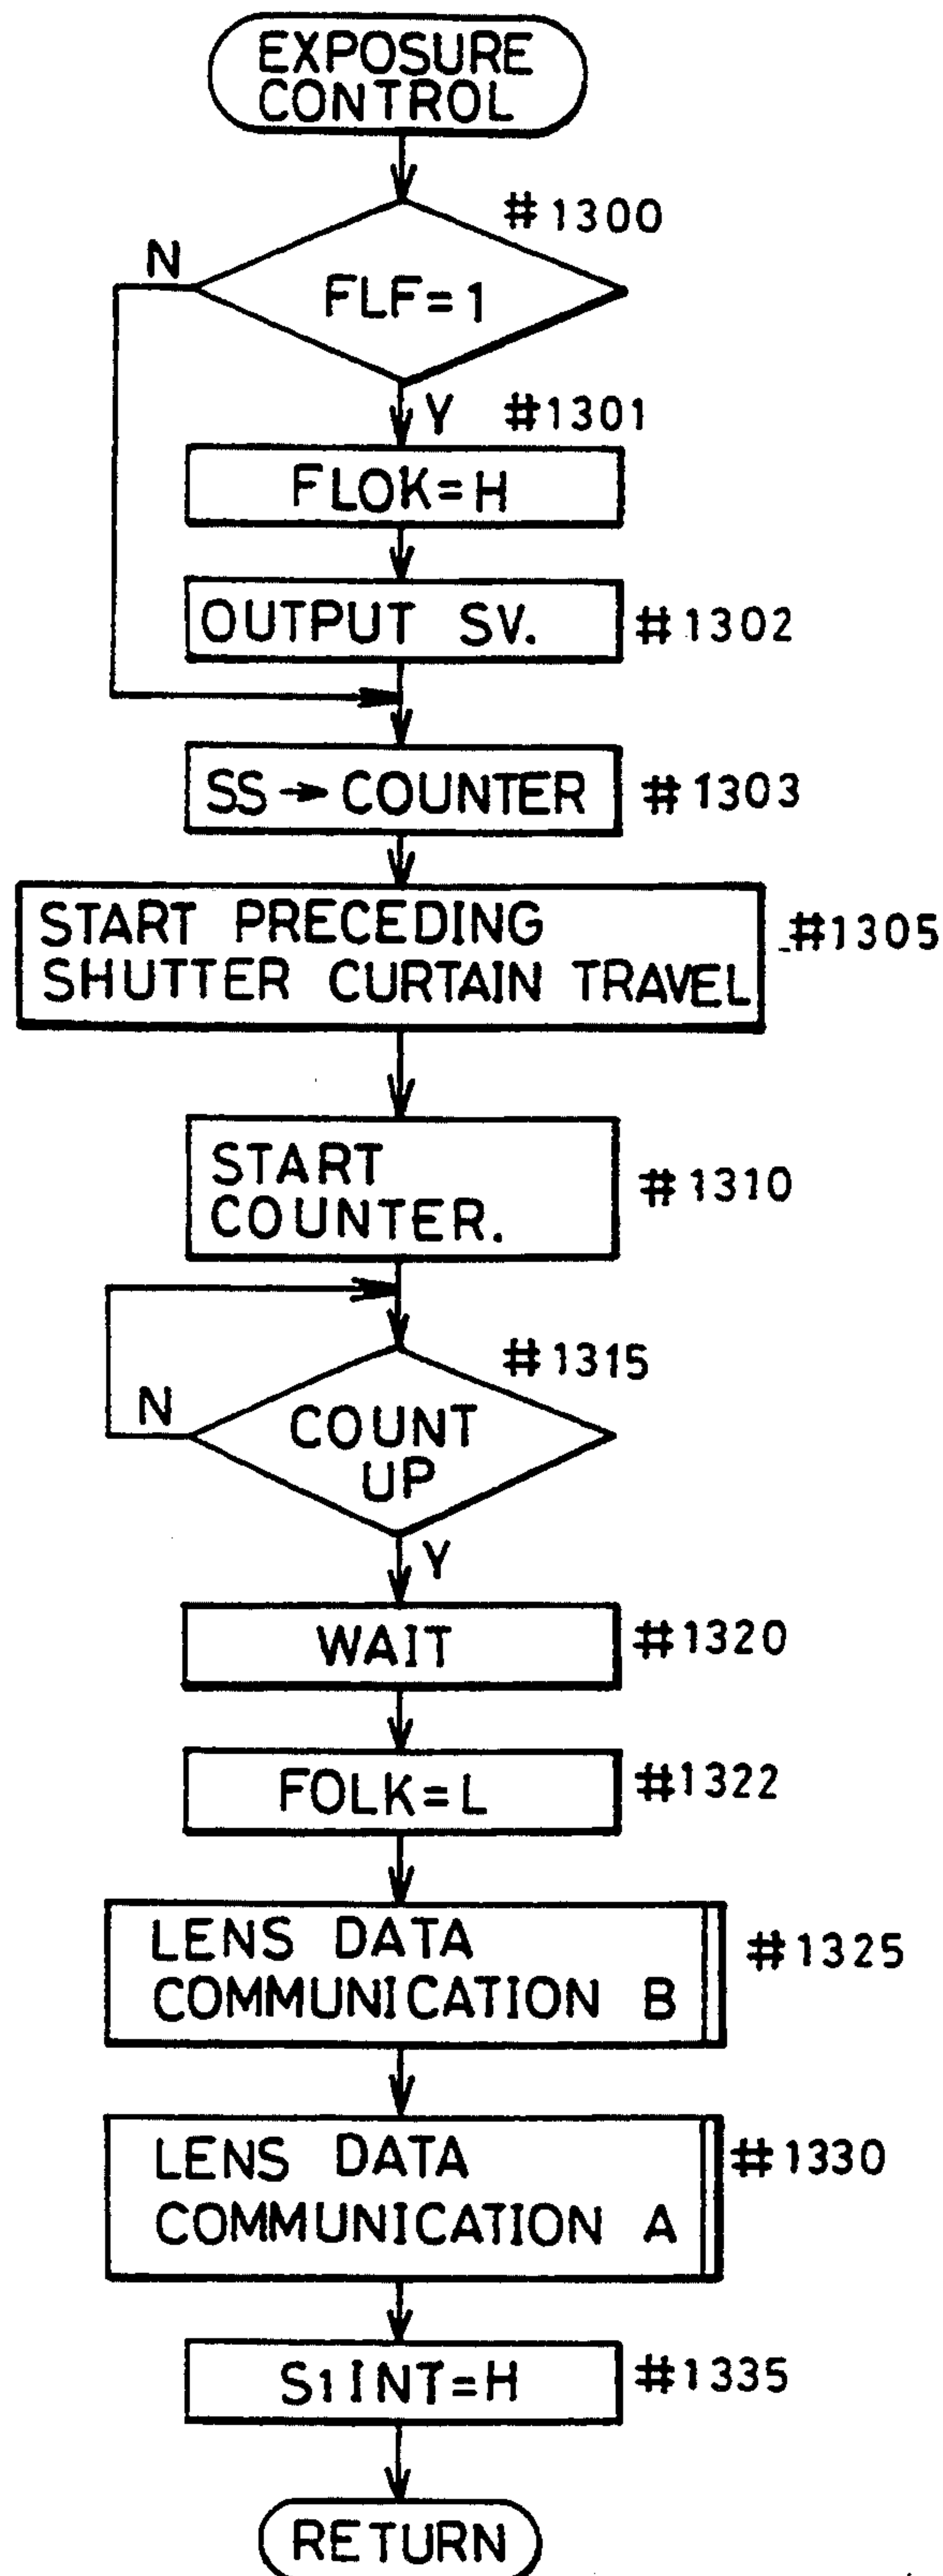 EXPOSURE
CONTROL
#1300
N
FLF=1
Y #1301
FLOK=H
OUTPUT SV. #1302
SS→COUNTER #1303
START PRECEDING
SHUTTER CURTAIN TRAVEL
#1305
START
COUNTER.
#1310
#1315
N
COUNT
UP
Y
WAIT #1320
FOLK=L #1322
LENS DATA
COMMUNICATION B
#1325
LENS DATA
COMMUNICATION A
#1330
S1INT=H #1335
RETURN